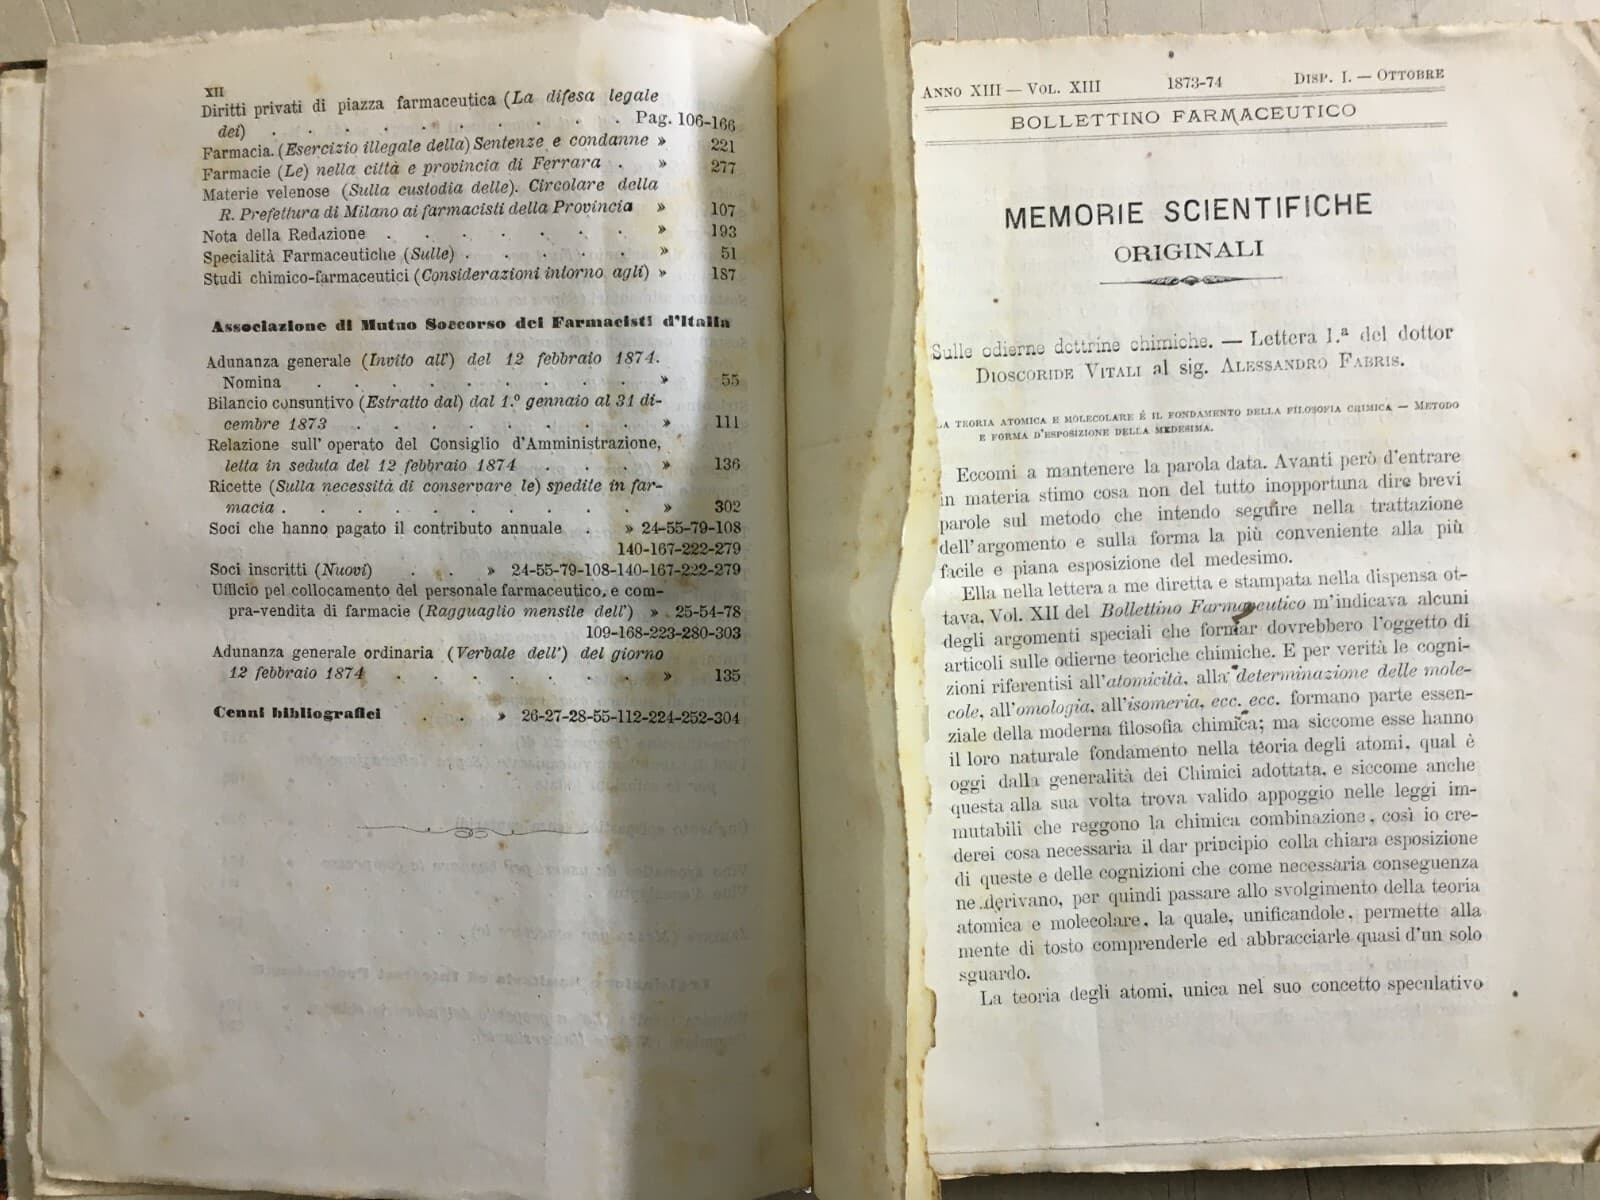 XII
Diritti privati di piazza farmaceutica (La difesa legale
dei) . . . . . . . . . . Pag. 106-166
Farmacia. (Esercizio illegale della) Sentenze e condanne » 221
Farmacie (Le) nella città e provincia di Ferrara . » 277
Materie velenose (Sulla custodia delle). Circolare della
R. Prefettura di Milano ai farmacisti della Provincia » 107
Nota della Redazione . . . . . . . » 193
Specialità Farmaceutiche (Sulle) . . . . . » 51
Studi chimico-farmaceutici (Considerazioni intorno agli) » 187
Associazione di Mutuo Soccorso dei Farmacisti d'Italia
Adunanza generale (Invito all') del 12 febbraio 1874.
Nomina . . . . . . . . . » 55
Bilancio consuntivo (Estratto dal) dal 1.º gennaio al 31 di-
cembre 1873 . . . . . . . . » 111
Relazione sull' operato del Consiglio d'Amministrazione,
letta in seduta del 12 febbraio 1874 . . . » 136
Ricette (Sulla necessità di conservare le) spedite in far-
macia . . . . . . . . . . » 302
Soci che hanno pagato il contributo annuale . » 24-55-79-108
140-167-222-279
Soci inscritti (Nuovi) . . » 24-55-79-108-140-167-222-279
Ufficio pel collocamento del personale farmaceutico, e com-
pra-vendita di farmacie (Ragguaglio mensile dell') » 25-54-78
109-168-223-280-303
Adunanza generale ordinaria (Verbale dell') del giorno
12 febbraio 1874 . . . . . . . » 135
Cenni bibliografici . . » 26-27-28-55-112-224-252-304
ANNO XIII — VOL. XIII 1873-74 DISP. I. — OTTOBRE
BOLLETTINO FARMACEUTICO
MEMORIE SCIENTIFICHE
ORIGINALI
Sulle odierne dottrine chimiche. — Lettera I.ª del dottor
DIOSCORIDE VITALI al sig. ALESSANDRO FABRIS.
LA TEORIA ATOMICA E MOLECOLARE É IL FONDAMENTO DELLA FILOSOFIA CHIMICA — METODO
E FORMA D'ESPOSIZIONE DELLA MEDESIMA.
Eccomi a mantenere la parola data. Avanti però d'entrare
in materia stimo cosa non del tutto inopportuna dire brevi
parole sul metodo che intendo seguire nella trattazione
dell'argomento e sulla forma la più conveniente alla più
facile e piana esposizione del medesimo.
Ella nella lettera a me diretta e stampata nella dispensa ot-
tava, Vol. XII del Bollettino Farmaceutico m'indicava alcuni
degli argomenti speciali che formar dovrebbero l'oggetto di
articoli sulle odierne teoriche chimiche. E per verità le cogni-
zioni riferentisi all'atomicità, alla determinazione delle mole-
cole, all'omologia, all'isomeria, ecc. ecc. formano parte essen-
ziale della moderna filosofia chimica; ma siccome esse hanno
il loro naturale fondamento nella teoria degli atomi, qual è
oggi dalla generalità dei Chimici adottata, e siccome anche
questa alla sua volta trova valido appoggio nelle leggi im-
mutabili che reggono la chimica combinazione, così io cre-
derei cosa necessaria il dar principio colla chiara esposizione
di queste e delle cognizioni che come necessaria conseguenza
ne derivano, per quindi passare allo svolgimento della teoria
atomica e molecolare, la quale, unificandole, permette alla
mente di tosto comprenderle ed abbracciarle quasi d'un solo
sguardo.
La teoria degli atomi, unica nel suo concetto speculativo